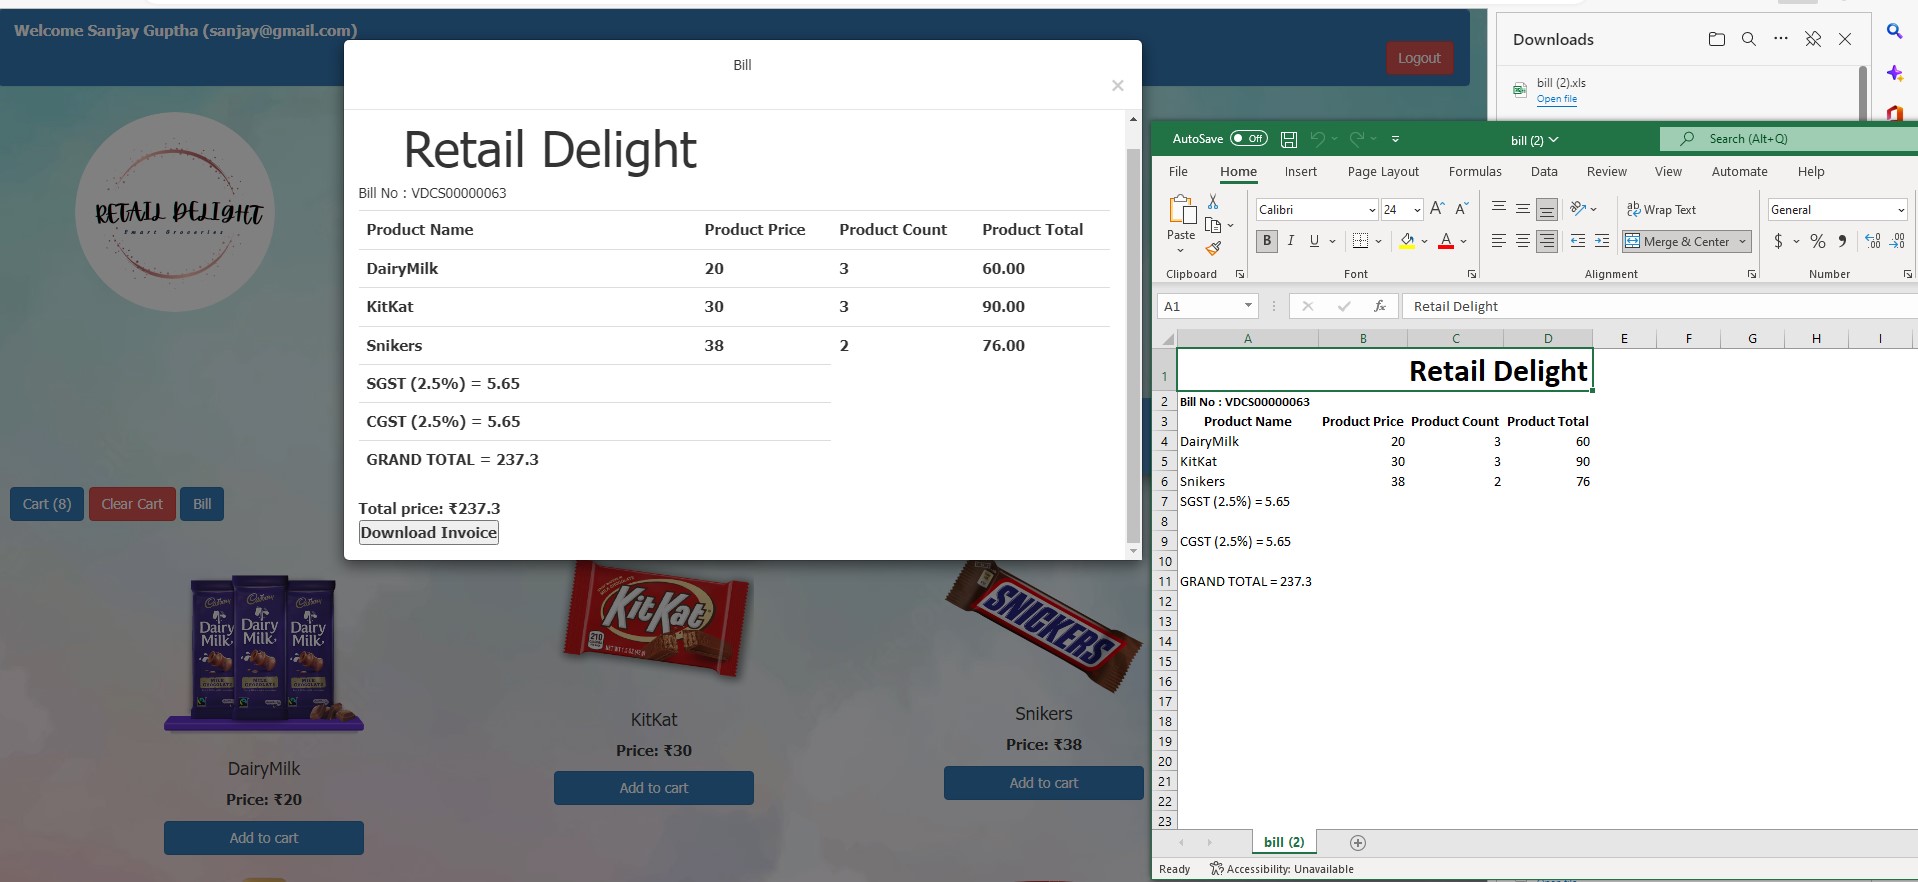 Welcome Sanjay Guptha (sanjay@gmail.com)
Logout
RETAIL DELIGHT
Smart Groceries
Cart (8) Clear Cart Bill
Bill
×
Retail Delight
Bill No : VDCS00000063
Product Name Product Price Product Count Product Total
DairyMilk 20 3 60.00
KitKat 30 3 90.00
Snikers 38 2 76.00
SGST (2.5%) = 5.65
CGST (2.5%) = 5.65
GRAND TOTAL = 237.3
Total price: ₹237.3
Download Invoice
Cadbury Cadbury Cadbury
Dairy Dairy Dairy
Milk Milk Milk
KitKat
210
SNICKERS
DairyMilk
Price: ₹20
Add to cart
KitKat
Price: ₹30
Add to cart
Snikers
Price: ₹38
Add to cart
Downloads
bill (2).xls
Open file
AutoSave Off bill (2) Search (Alt+Q)
File Home Insert Page Layout Formulas Data Review View Automate Help
Paste
Calibri 24
B I U A
ab Wrap Text
Merge & Center
General
$ % 9
Clipboard Font Alignment Number
A1 fx Retail Delight
A B C D E F G H I
1 Retail Delight
2 Bill No : VDCS00000063
3 Product Name Product Price Product Count Product Total
4 DairyMilk 20 3 60
5 KitKat 30 3 90
6 Snikers 38 2 76
7 SGST (2.5%) = 5.65
8
9 CGST (2.5%) = 5.65
10
11 GRAND TOTAL = 237.3
12
13
14
15
16
17
18
19
20
21
22
23
bill (2)
Ready Accessibility: Unavailable